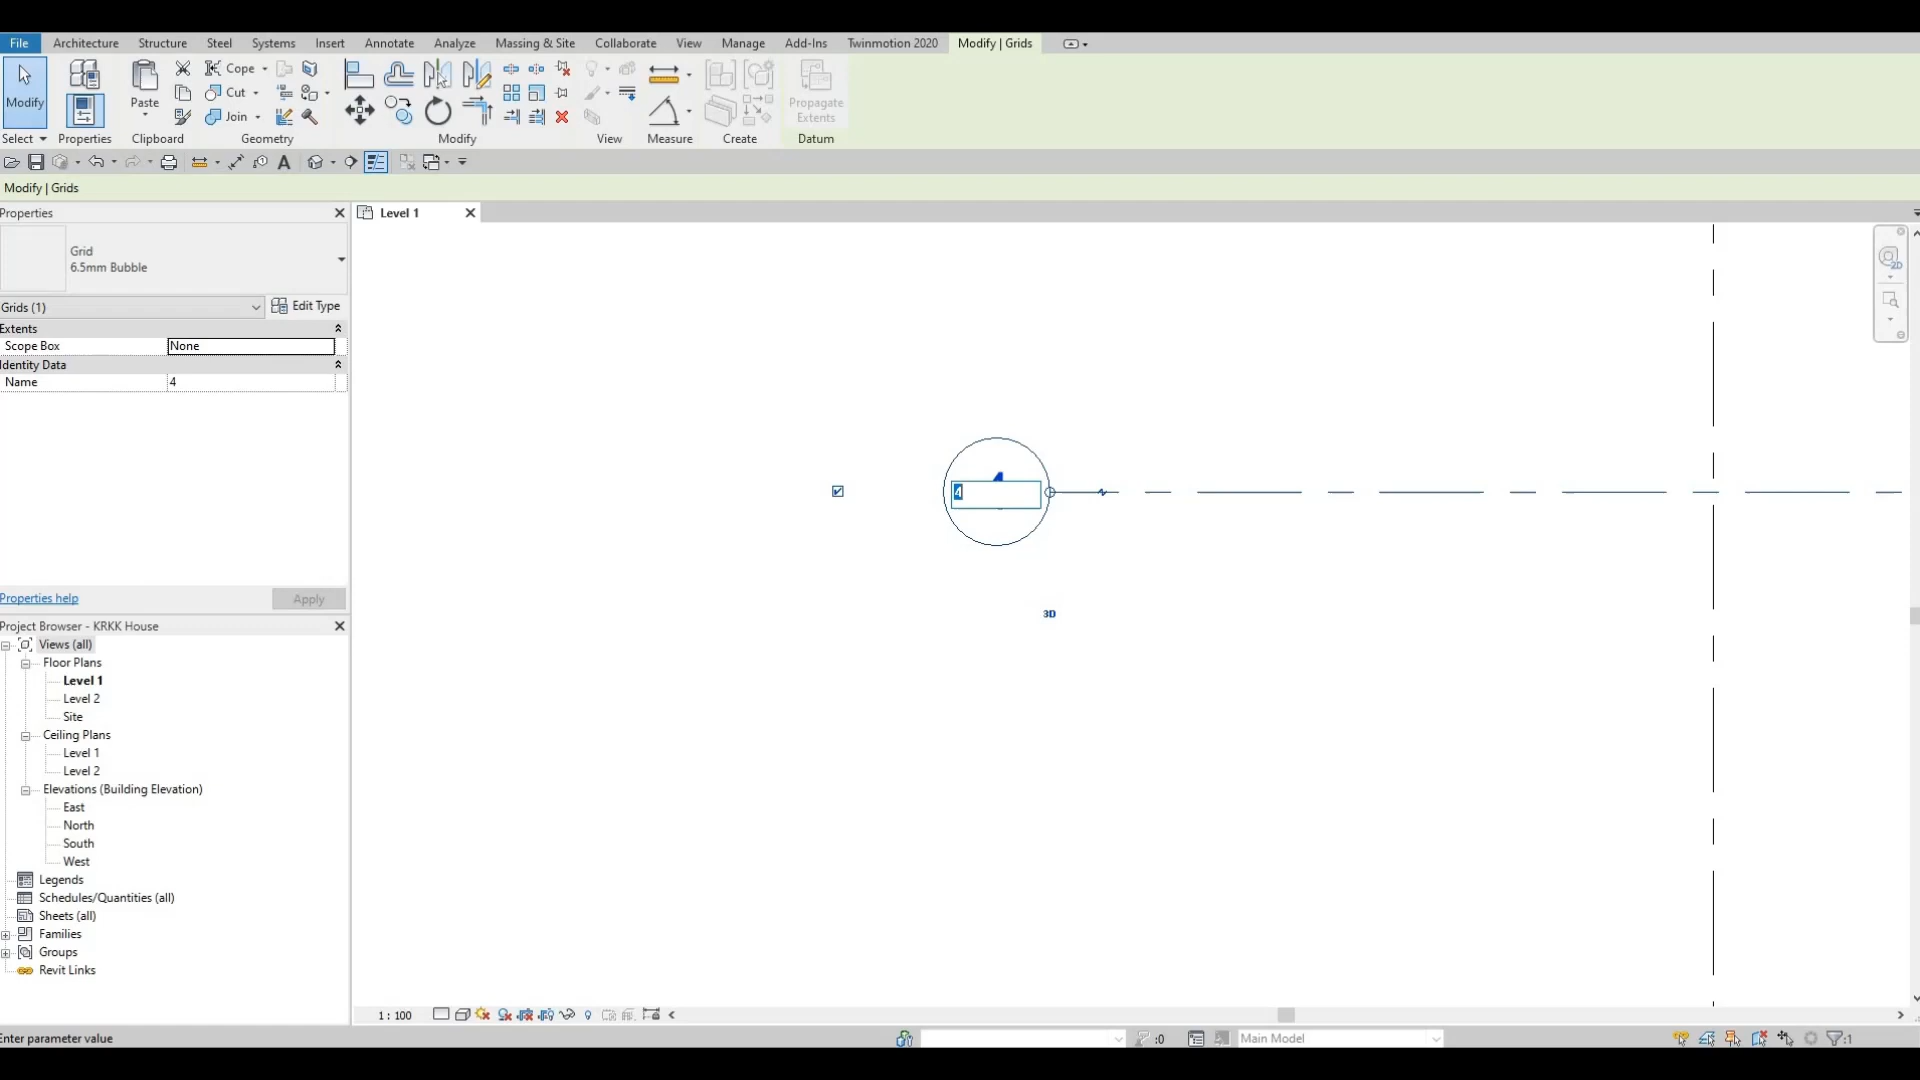 File Architecture Structure Steel Systems Insert Annotate Analyze Massing & Site Collaborate View Manage Add-Ins Twinmotion 2020 Modify | Grids
Modify
Paste
Cope
Cut
Join
Propagate
Extents
Select Properties Clipboard Geometry Modify View Measure Create Datum
A
Modify | Grids
Properties
Level 1
Grid
6.5mm Bubble
Grids (1)
Edit Type
Extents
Scope Box None
Identity Data
Name 4
Properties help
Apply
2D
4
3D
Project Browser - KRKK House
Views (all)
Floor Plans
Level 1
Level 2
Site
Ceiling Plans
Level 1
Level 2
Elevations (Building Elevation)
East
North
South
West
Legends
Schedules/Quantities (all)
Sheets (all)
Families
Groups
Revit Links
1 : 100
Enter parameter value
:0
Main Model
:1